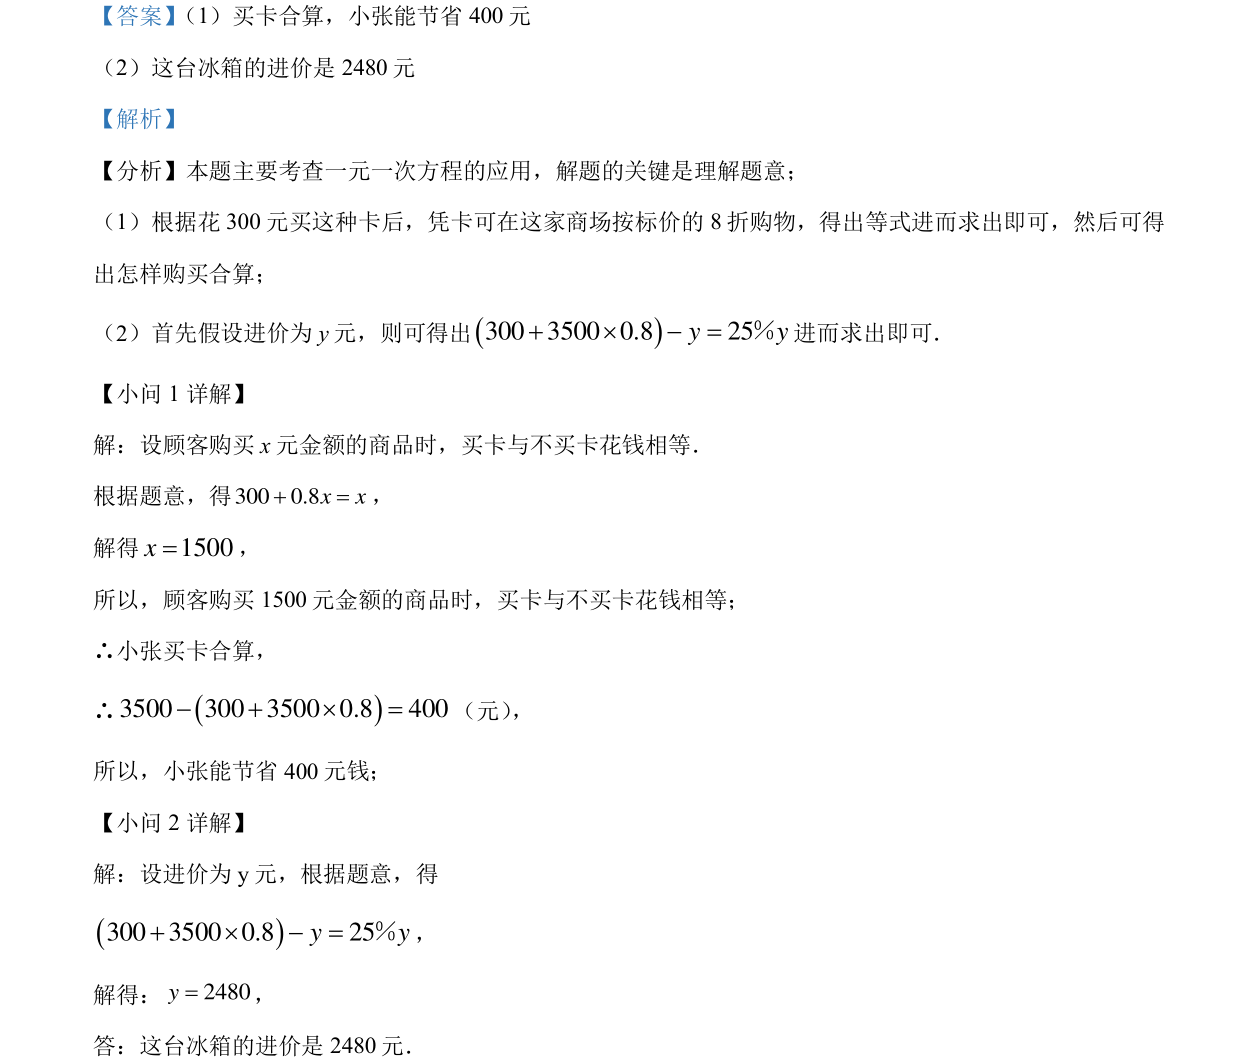 【答案】（1）买卡合算，小张能节省 400 元
（2）这台冰箱的进价是 2480 元
【解析】
【分析】本题主要考查一元一次方程的应用，解题的关键是理解题意；
（1）根据花 300 元买这种卡后，凭卡可在这家商场按标价的 8 折购物，得出等式进而求出即可，然后可得
出怎样购买合算；
（2）首先假设进价为 y 元，则可得出(300+3500×0.8)−y=25%y进而求出即可．
【小问 1 详解】
解：设顾客购买 x 元金额的商品时，买卡与不买卡花钱相等．
根据题意，得300+0.8x=x，
解得 x=1500，
所以，顾客购买 1500 元金额的商品时，买卡与不买卡花钱相等；
∴小张买卡合算，
∴3500−(300+3500×0.8)=400（元），
所以，小张能节省 400 元钱；
【小问 2 详解】
解：设进价为 y 元，根据题意，得
(300+3500×0.8)−y=25%y，
解得：y=2480，
答：这台冰箱的进价是 2480 元．